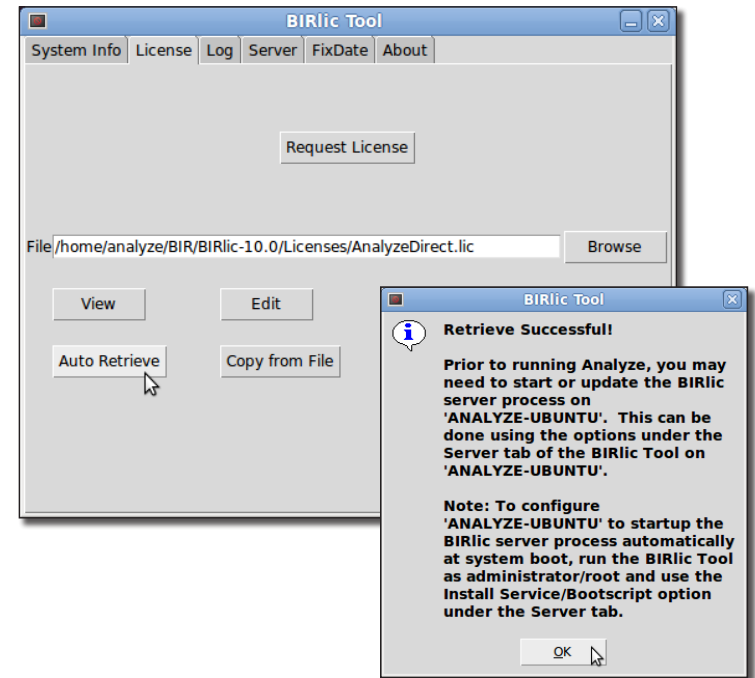 BIRlic Tool
System Info License Log Server FixDate About
Request License
File /home/analyze/BIR/BIRlic-10.0/Licenses/AnalyzeDirect.lic Browse
View Edit
Auto Retrieve Copy from File
BIRlic Tool
Retrieve Successful!
Prior to running Analyze, you may
need to start or update the BIRlic
server process on
'ANALYZE-UBUNTU'. This can be
done using the options under the
Server tab of the BIRlic Tool on
'ANALYZE-UBUNTU'.
Note: To configure
'ANALYZE-UBUNTU' to startup the
BIRlic server process automatically
at system boot, run the BIRlic Tool
as administrator/root and use the
Install Service/Bootscript option
under the Server tab.
OK